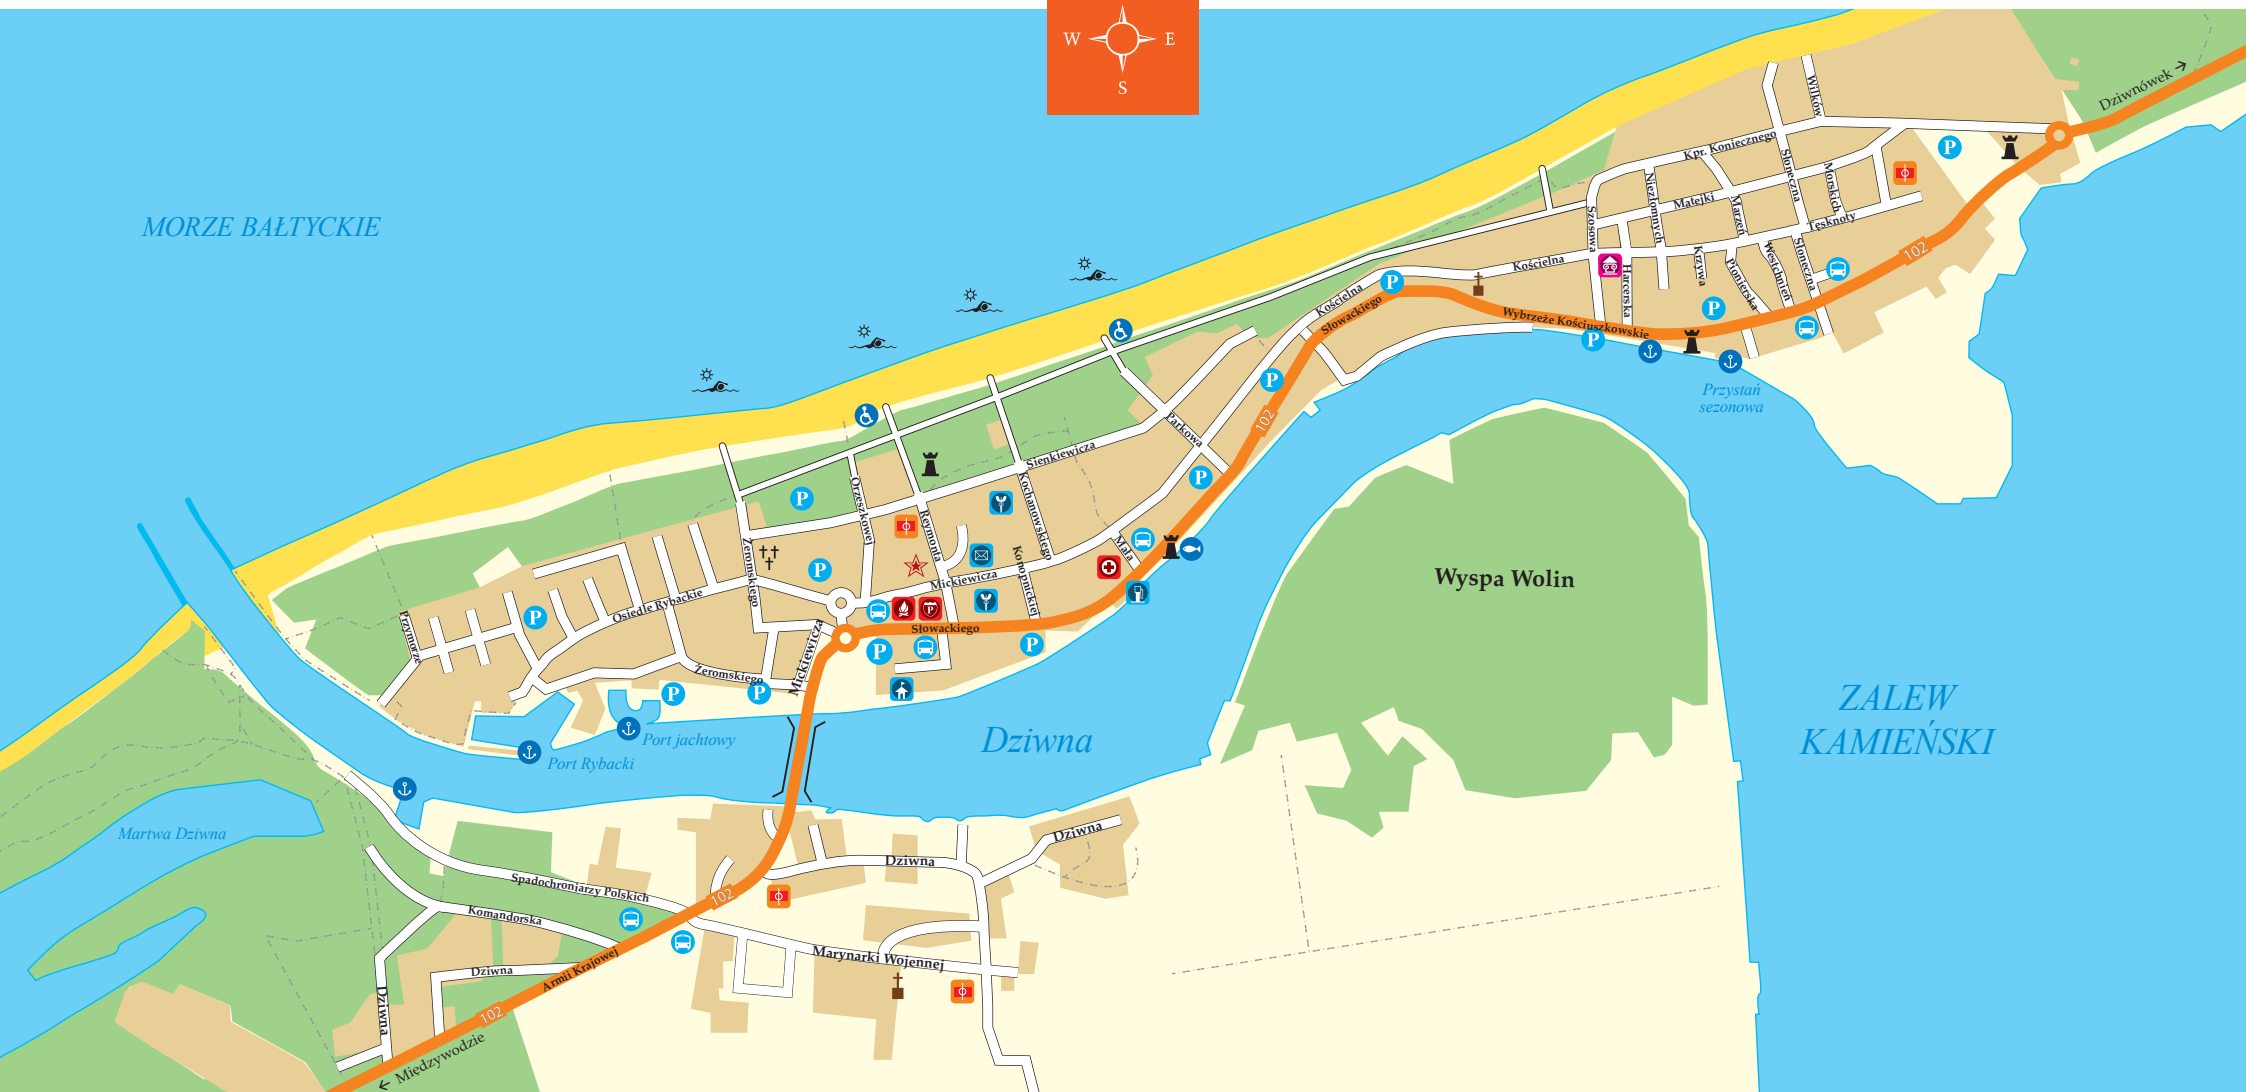 W E
S
Dziwnówek
MORZE BAŁTYCKIE
Wilków
Kpr. Koniecznego
Słoneczna
Morskich
Niezłomnych
Matejki
Marzeń
Tęsknoty
Szosowa
Kościelna
Harcerska
Krzywa
Pionierska
Westchnień
Słoneczna
102
P
P
P
P
P
Kościelna
Słowackiego
Wybrzeże Kościuszkowskie
Przystań
sezonowa
102
P
P
Parkowa
Sienkiewicza
Kochanowskiego
Orzeszkowej
Reymonta
P
P
Mała
Konopnickiej
Mickiewicza
Żeromskiego
Osiedle Rybackie
P
Przymorze
P
Słowackiego
Mickiewicza
P
P
Żeromskiego
P
P
Wyspa Wolin
ZALEW
KAMIEŃSKI
Dziwna
Port jachtowy
Port Rybacki
Martwa Dziwna
Dziwna
Dziwna
Spadochroniarzy Polskich
102
Komandorska
Marynarki Wojennej
Armii Krajowej
Dziwna
Dziwna
102
Międzywodzie